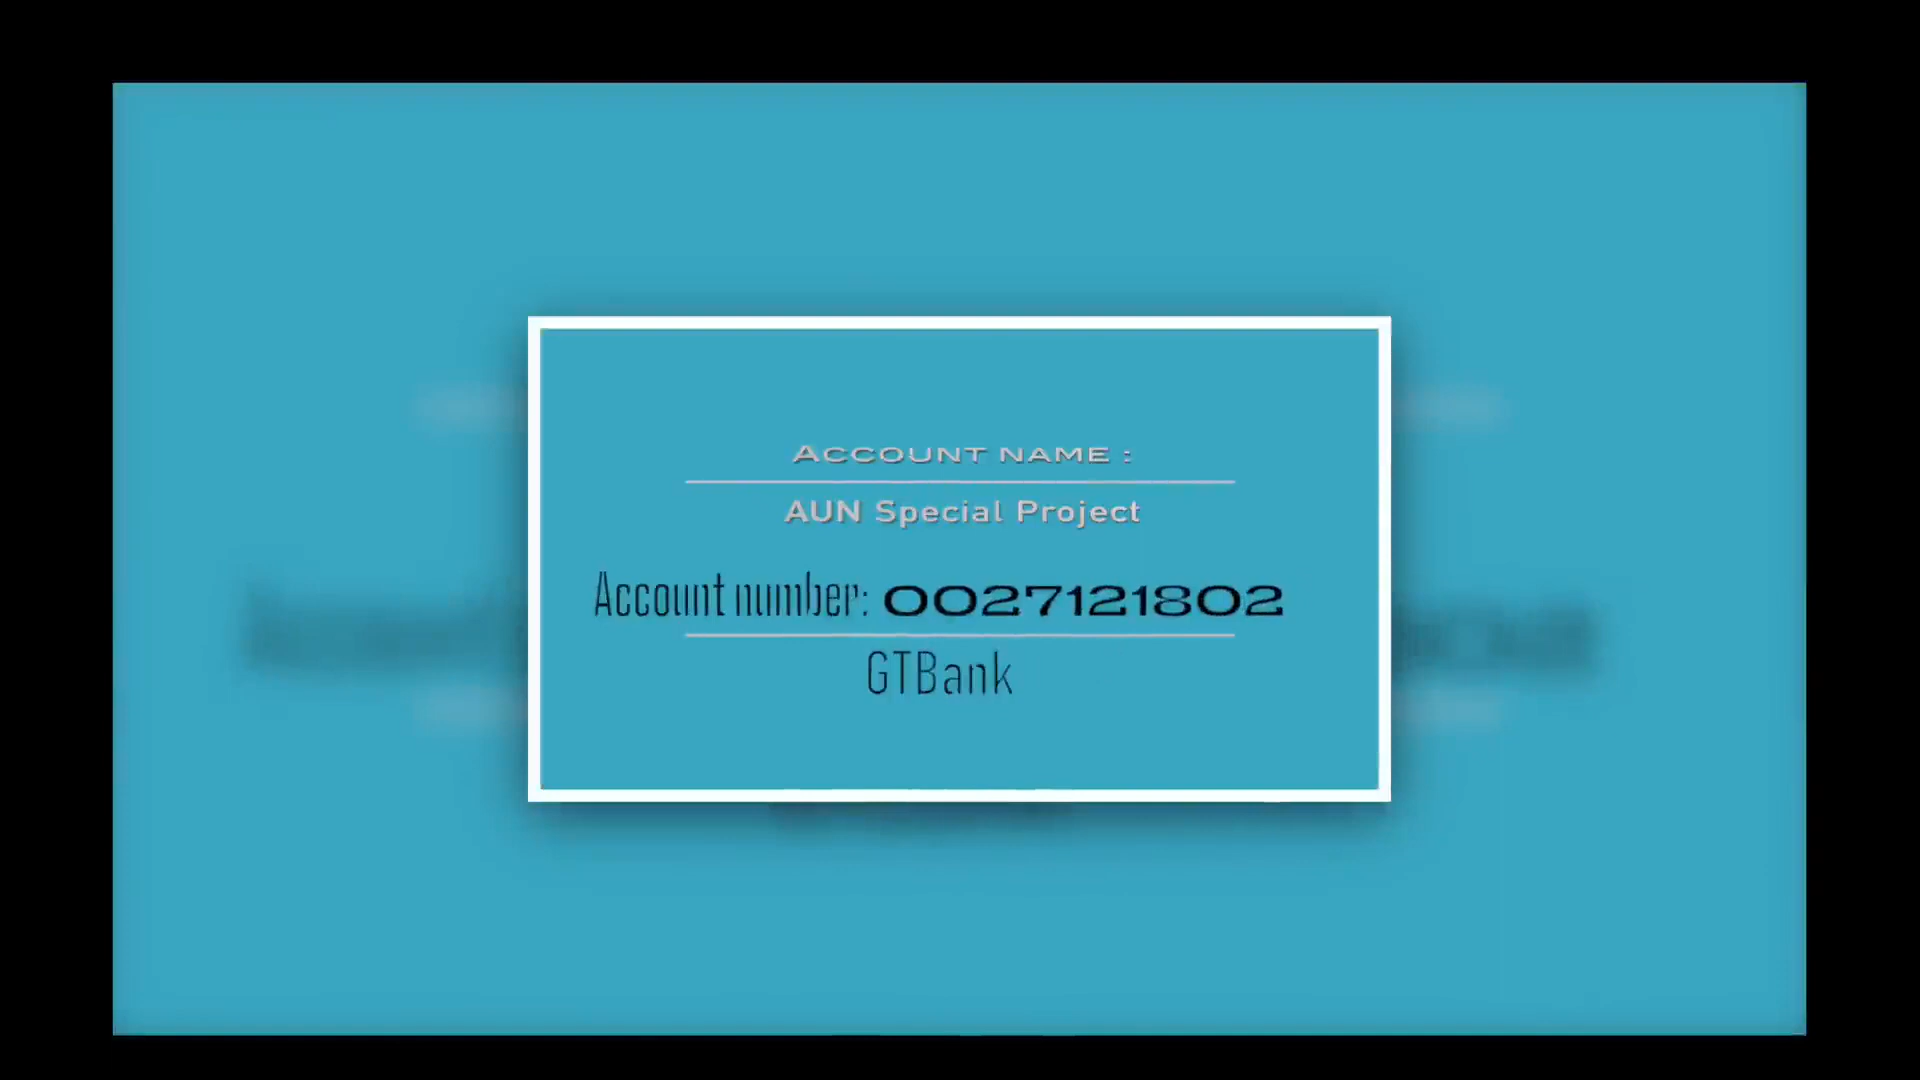 Account name :
AUN Special Project
Account number: 0027121802
GTBank